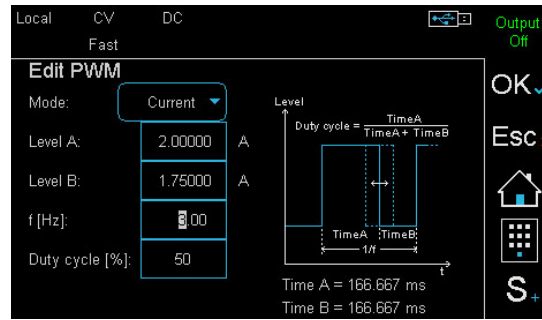 Local CV DC
Fast
Output
Off
Edit PWM
OK
Mode: Current
Level
Duty cycle = TimeA / TimeA+ TimeB
Level A: 2.00000 A
Esc
Level B: 1.75000 A
f [Hz]: 3.00
TimeA TimeB
1/f
Duty cycle [%]: 50
t
Time A = 166.667 ms
Time B = 166.667 ms
S+